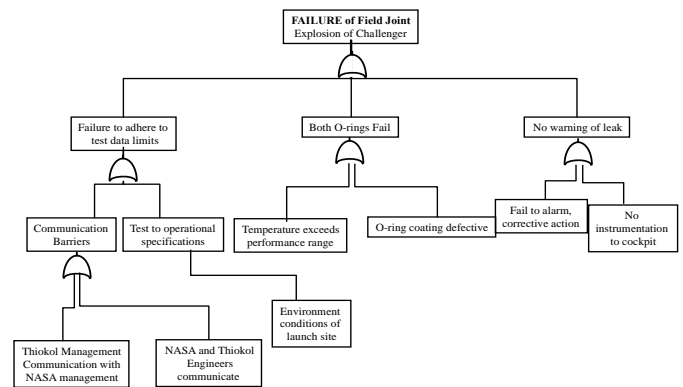 FAILURE of Field Joint
Explosion of Challenger
Failure to adhere to
test data limits
Both O-rings Fail
No warning of leak
Communication
Barriers
Test to operational
specifications
Temperature exceeds
performance range
O-ring coating defective
Fail to alarm,
corrective action
No
instrumentation
to cockpit
Environment
conditions of
launch site
Thiokol Management
Communication with
NASA management
NASA and Thiokol
Engineers
communicate